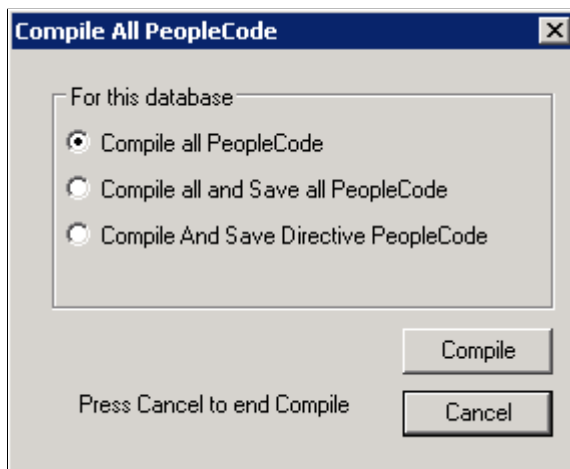 Compile All PeopleCode
For this database
Compile all PeopleCode
Compile all and Save all PeopleCode
Compile And Save Directive PeopleCode
Compile
Press Cancel to end Compile
Cancel